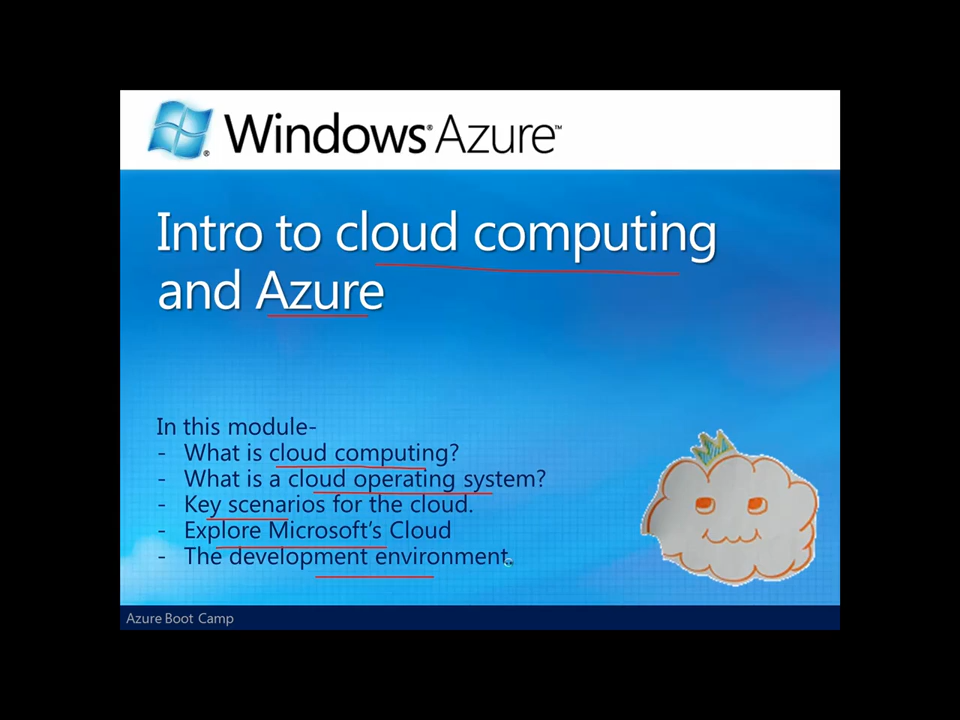 Windows® Azure™
Intro to cloud computing
and Azure
In this module-
- What is cloud computing?
- What is a cloud operating system?
- Key scenarios for the cloud.
- Explore Microsoft's Cloud
- The development environment.
Azure Boot Camp